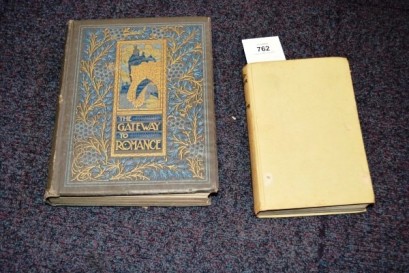 THE
GATEWAY
TO
ROMANCE
762